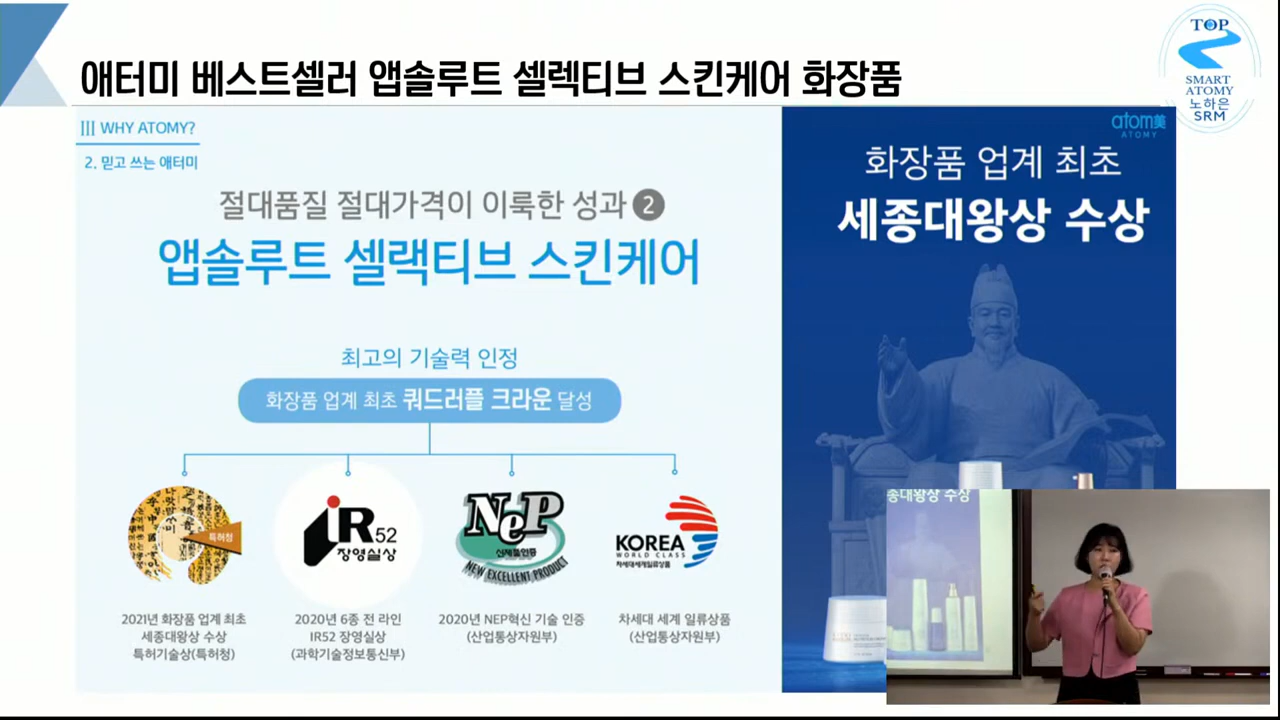 애터미 베스트셀러 앱솔루트 셀렉티브 스킨케어 화장품
TOP
SMART
ATOMY
노하은
SRM
III WHY ATOMY?
2. 믿고 쓰는 애터미
절대품질 절대가격이 이룩한 성과 2
앱솔루트 셀랙티브 스킨케어
최고의 기술력 인정
화장품 업계 최초 쿼드러플 크라운 달성
특허청
IR52
장영실상
NeP
신제품인증
NEW EXCELLENT PRODUCT
KOREA
WORLD CLASS
차세대세계일류상품
2021년 화장품 업계 최초
세종대왕상 수상
특허기술상(특허청)
2020년 6종 전 라인
IR52 장영실상
(과학기술정보통신부)
2020년 NEP혁신 기술 인증
(산업통상자원부)
차세대 세계 일류상품
(산업통상자원부)
atom美
ATOMY
화장품 업계 최초
세종대왕상 수상
종대왕상 수상